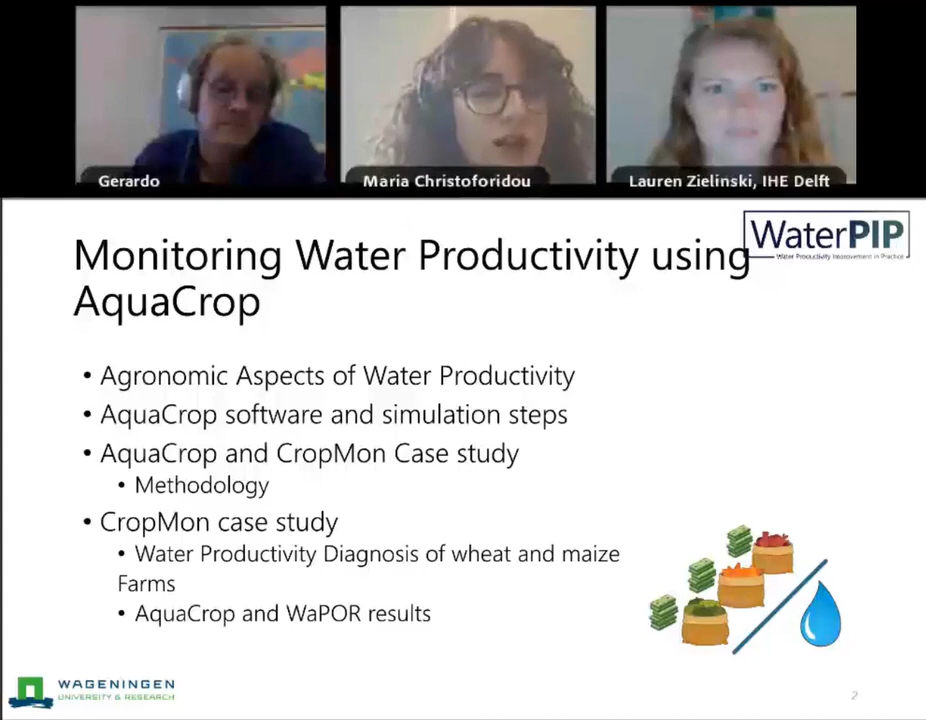 Gerardo
Maria Christoforidou
Lauren Zielinski, IHE Delft
WaterPIP
Water Productivity Improvement in Practice
Monitoring Water Productivity using
AquaCrop
• Agronomic Aspects of Water Productivity
• AquaCrop software and simulation steps
• AquaCrop and CropMon Case study
• Methodology
• CropMon case study
• Water Productivity Diagnosis of wheat and maize
Farms
• AquaCrop and WaPOR results
WAGENINGEN
UNIVERSITY & RESEARCH
2